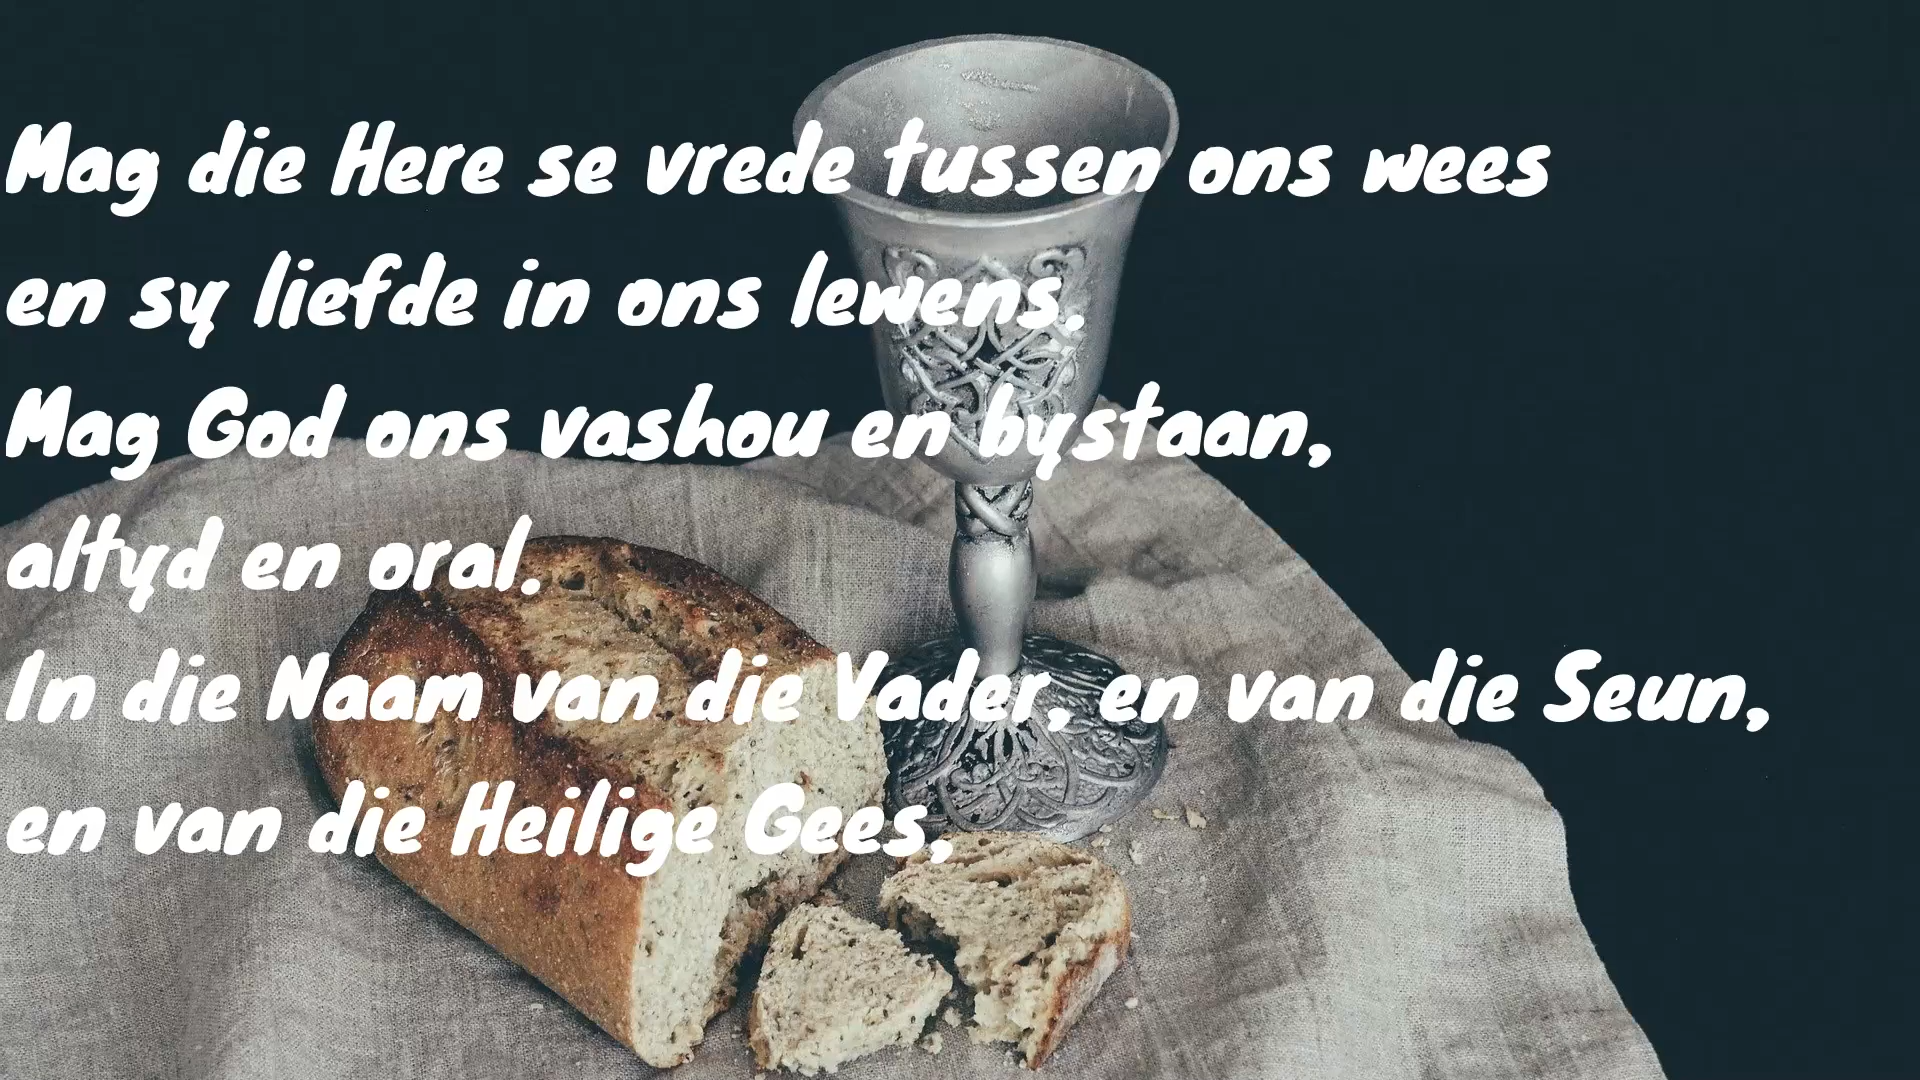 Mag die Here se vrede tussen ons wees
en sy liefde in ons lewens.
Mag God ons vashou en bystaan,
altyd en oral.
In die Naam van die Vader, en van die Seun,
en van die Heilige Gees,